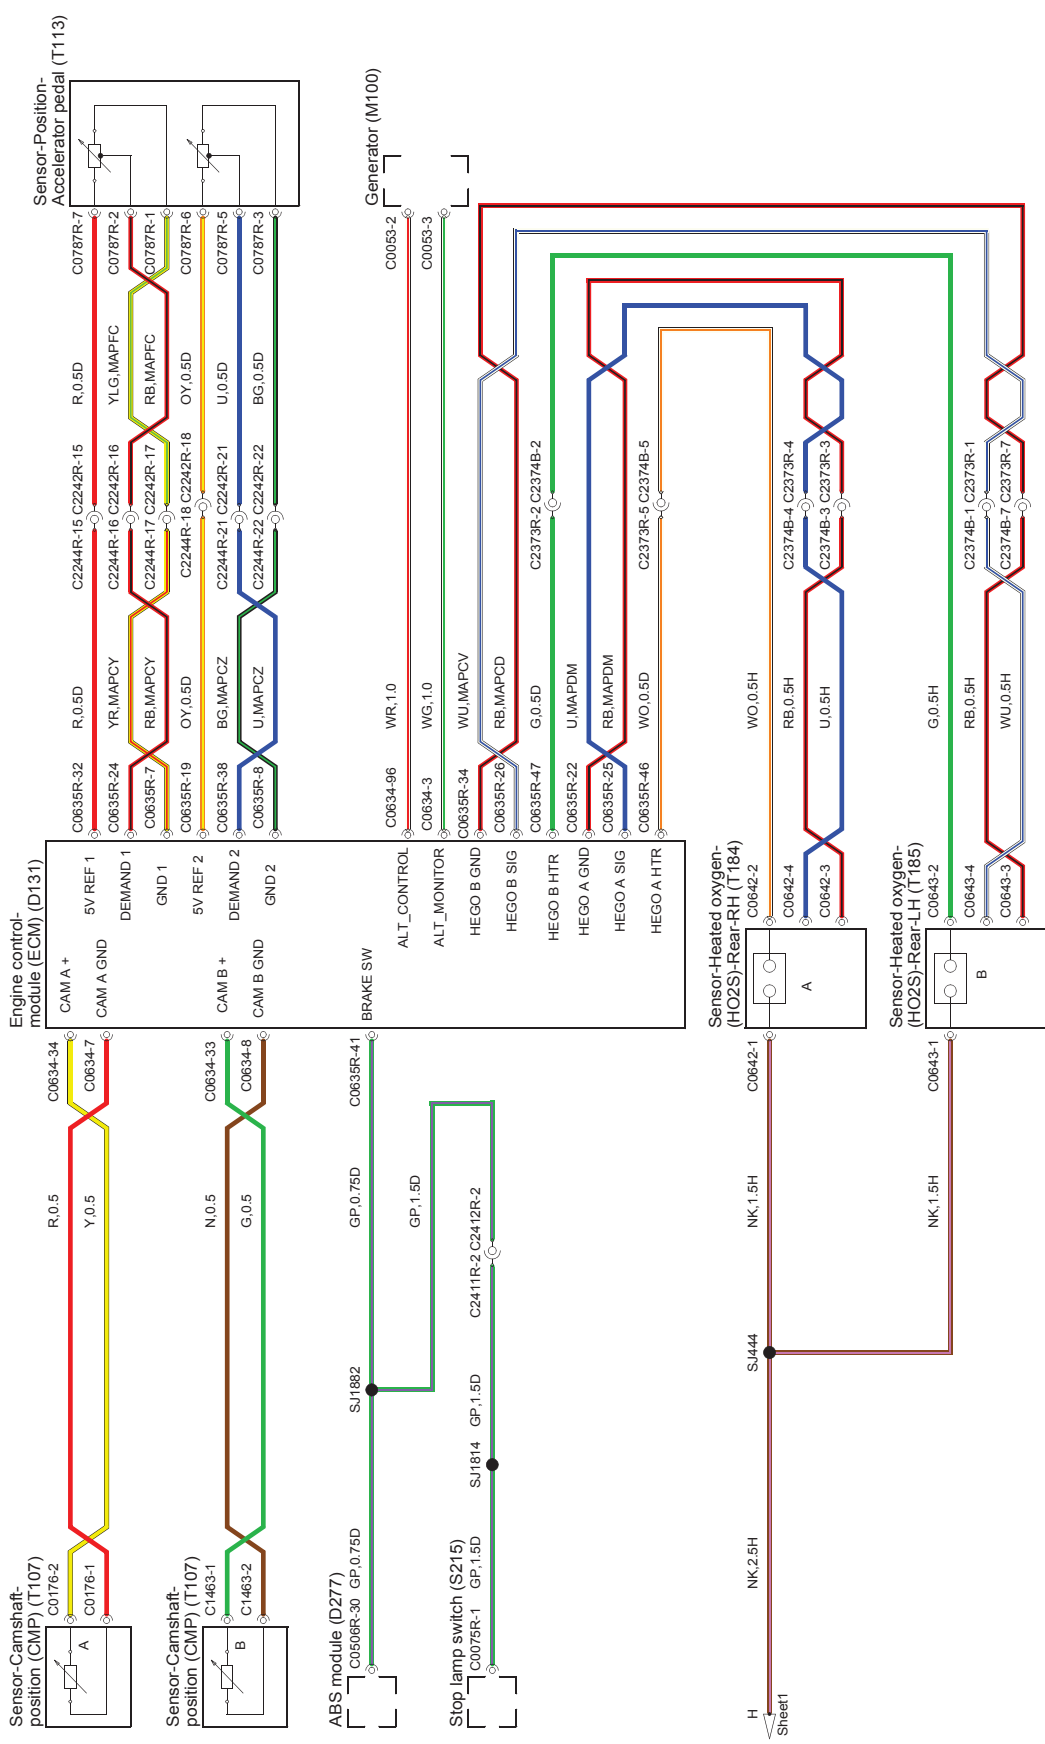 Sensor-Camshaft-
position (CMP) (T107)
C0176-2
C0176-1
A
R,0.5
Y,0.5
C0634-34
C0634-7
Sensor-Camshaft-
position (CMP) (T107)
C1463-1
C1463-2
B
N,0.5
G,0.5
C0634-33
C0634-8
ABS module (D277)
C0506R-30
GP,0.75D
SJ1882
GP,0.75D
C0635R-41
GP,1.5D
Stop lamp switch (S215)
C0075R-1
GP,1.5D
SJ1814
GP,1.5D
C2411R-2
C2412R-2
H
Sheet1
NK,2.5H
SJ444
NK,1.5H
NK,1.5H
C0642-1
C0643-1
Engine control-
module (ECM) (D131)
CAM A +
CAM A GND
CAM B +
CAM B GND
BRAKE SW
5V REF 1
DEMAND 1
GND 1
5V REF 2
DEMAND 2
GND 2
ALT_CONTROL
ALT_MONITOR
HEGO B GND
HEGO B SIG
HEGO B HTR
HEGO A GND
HEGO A SIG
HEGO A HTR
Sensor-Heated oxygen-
(HO2S)-Rear-RH (T184)
A
C0642-2
C0642-4
C0642-3
Sensor-Heated oxygen-
(HO2S)-Rear-LH (T185)
B
C0643-2
C0643-4
C0643-3
C0635R-32
C0635R-24
C0635R-7
C0635R-19
C0635R-38
C0635R-8
R,0.5D
YR,MAPCY
RB,MAPCY
OY,0.5D
BG,MAPCZ
U,MAPCZ
C2244R-15
C2244R-16
C2244R-17
C2244R-18
C2244R-21
C2244R-22
C2242R-15
C2242R-16
C2242R-17
C2242R-18
C2242R-21
C2242R-22
R,0.5D
YLG,MAPFC
RB,MAPFC
OY,0.5D
U,0.5D
BG,0.5D
C0787R-7
C0787R-2
C0787R-1
C0787R-6
C0787R-5
C0787R-3
Sensor-Position-
Accelerator pedal (T113)
C0634-96
C0634-3
WR,1.0
WG,1.0
C0053-2
C0053-3
Generator (M100)
C0635R-34
C0635R-26
C0635R-47
C0635R-22
C0635R-25
C0635R-46
WU,MAPCV
RB,MAPCD
G,0.5D
U,MAPDM
RB,MAPDM
WO,0.5D
C2373R-2
C2374B-2
C2373R-5
C2374B-5
WO,0.5H
RB,0.5H
U,0.5H
C2374B-4
C2374B-3
C2373R-4
C2373R-3
G,0.5H
RB,0.5H
WU,0.5H
C2374B-1
C2374B-7
C2373R-1
C2373R-7